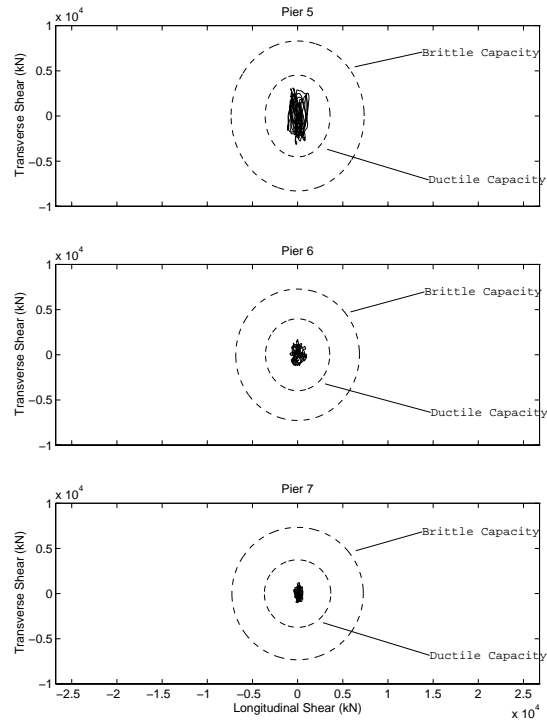 Pier 5
x 10^4
1
0.5
0
−0.5
−1
Transverse Shear (kN)
Brittle Capacity
Ductile Capacity
Pier 6
x 10^4
1
0.5
0
−0.5
−1
Transverse Shear (kN)
Brittle Capacity
Ductile Capacity
Pier 7
x 10^4
1
0.5
0
−0.5
−1
Transverse Shear (kN)
Brittle Capacity
Ductile Capacity
−2.5 −2 −1.5 −1 −0.5 0 0.5 1 1.5 2 2.5
Longitudinal Shear (kN)
x 10^4